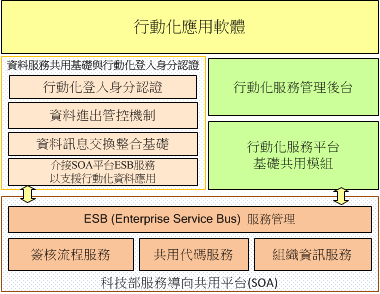 行動化應用軟體
資料服務共用基礎與行動化登入身分認證
行動化登入身分認證
資料進出管控機制
資料訊息交換整合基礎
介接SOA平台ESB服務
以支援行動化資料應用
行動化服務管理後台
行動化服務平台
基礎共用模組
ESB (Enterprise Service Bus) 服務管理
簽核流程服務
共用代碼服務
組織資訊服務
科技部服務導向共用平台(SOA)